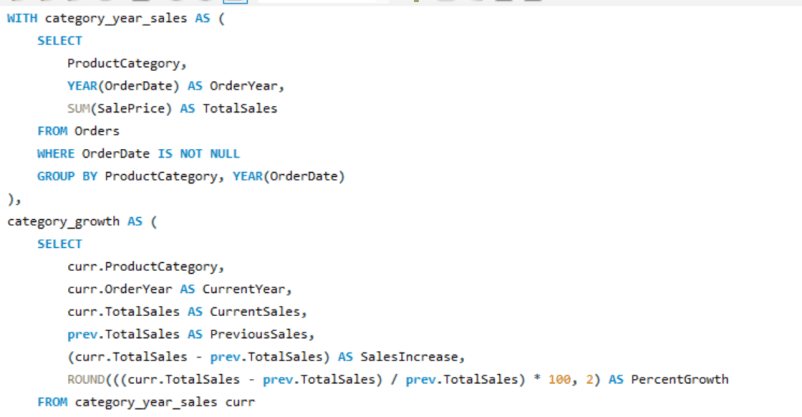 WITH category_year_sales AS (
SELECT
ProductCategory,
YEAR(OrderDate) AS OrderYear,
SUM(SalePrice) AS TotalSales
FROM Orders
WHERE OrderDate IS NOT NULL
GROUP BY ProductCategory, YEAR(OrderDate)
),
category_growth AS (
SELECT
curr.ProductCategory,
curr.OrderYear AS CurrentYear,
curr.TotalSales AS CurrentSales,
prev.TotalSales AS PreviousSales,
(curr.TotalSales - prev.TotalSales) AS SalesIncrease,
ROUND(((curr.TotalSales - prev.TotalSales) / prev.TotalSales) * 100, 2) AS PercentGrowth
FROM category_year_sales curr